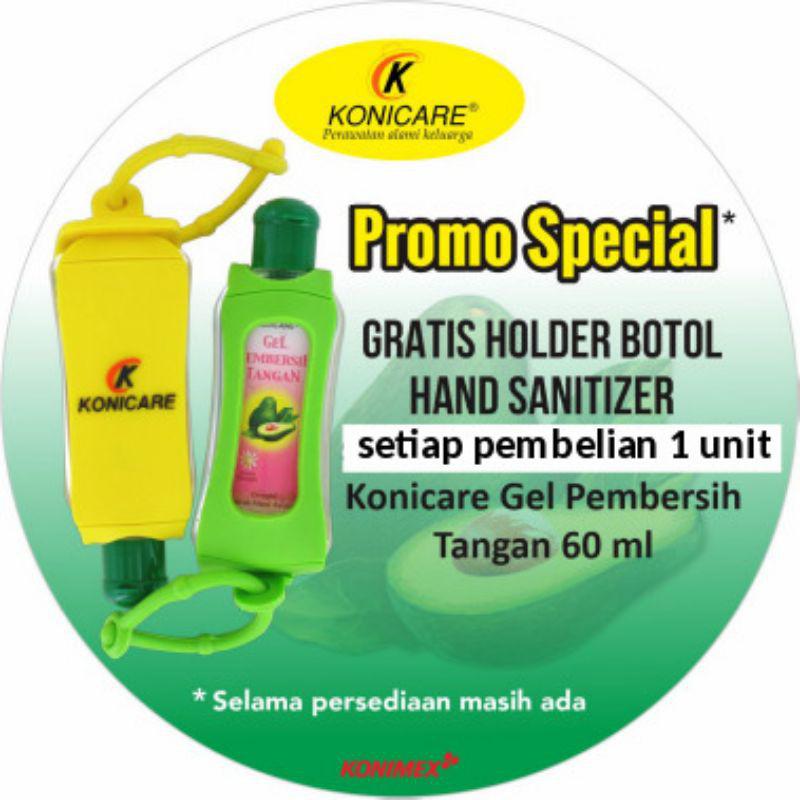 K
KONICARE®
Perawatan alami keluarga
Promo Special*
GRATIS HOLDER BOTOL
HAND SANITIZER
setiap pembelian 1 unit
Konicare Gel Pembersih
Tangan 60 ml
K
KONICARE
GEL
PEMBERSIH
TANGAN
* Selama persediaan masih ada
KONIMEX